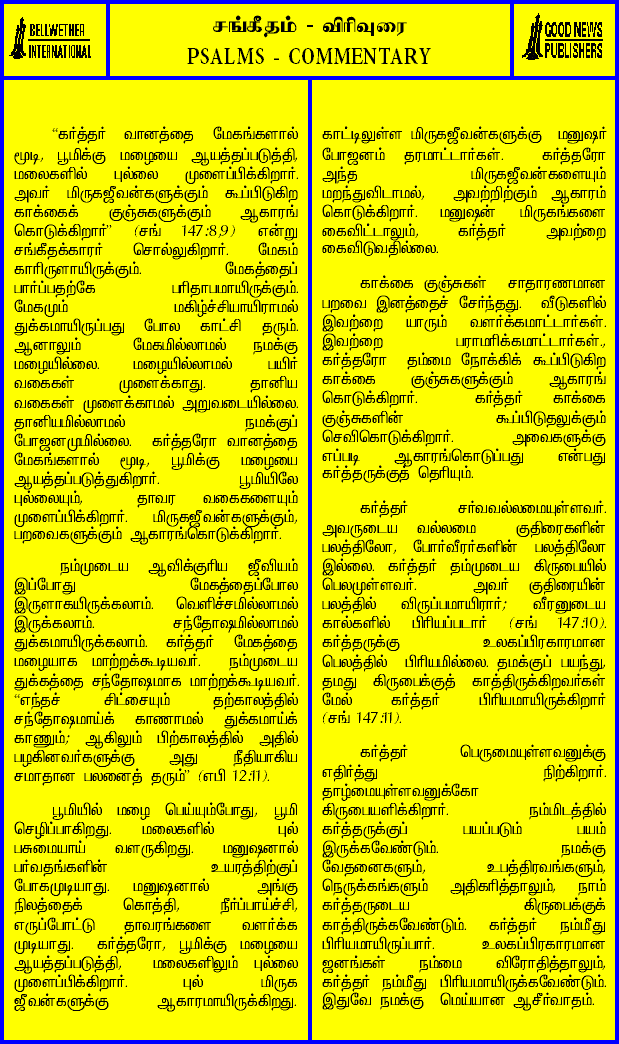 BELLWETHER
INTERNATIONAL
சங்கீதம் - விரிவுரை
PSALMS - COMMENTARY
GOOD NEWS
PUBLISHERS
“கர்த்தர் வானத்தை மேகங்களால்
மூடி, பூமிக்கு மழையை ஆயத்தப்படுத்தி,
மலைகளில் புல்லை முளைப்பிக்கிறார்.
அவர் மிருகஜீவன்களுக்கும் கூப்பிடுகிற
காக்கைக் குஞ்சுகளுக்கும் ஆகாரங்
கொடுக்கிறார்” (சங் 147:8,9) என்று
சங்கீதக்காரர் சொல்லுகிறார். மேகம்
காரிருளாயிருக்கும். மேகத்தைப்
பார்ப்பதற்கே பரிதாபமாயிருக்கும்.
மேகமும் மகிழ்ச்சியாயிராமல்
துக்கமாயிருப்பது போல காட்சி தரும்.
ஆனாலும் மேகமில்லாமல் நமக்கு
மழையில்லை. மழையில்லாமல் பயிர்
வகைகள் முளைக்காது. தானிய
வகைகள் முளைக்காமல் அறுவடையில்லை.
தானியமில்லாமல் நமக்குப்
போஜனமுமில்லை. கர்த்தரோ வானத்தை
மேகங்களால் மூடி, பூமிக்கு மழையை
ஆயத்தப்படுத்துகிறார். பூமியிலே
புல்லையும், தாவர வகைகளையும்
முளைப்பிக்கிறார். மிருகஜீவன்களுக்கும்,
பறவைகளுக்கும் ஆகாரங்கொடுக்கிறார்.
நம்முடைய ஆவிக்குரிய ஜீவியம்
இப்போது மேகத்தைப்போல
இருளாகயிருக்கலாம். வெளிச்சமில்லாமல்
இருக்கலாம். சந்தோஷமில்லாமல்
துக்கமாயிருக்கலாம். கர்த்தர் மேகத்தை
மழையாக மாற்றக்கூடியவர். நம்முடைய
துக்கத்தை சந்தோஷமாக மாற்றக்கூடியவர்.
“எந்தச் சிட்சையும் தற்காலத்தில்
சந்தோஷமாய்க் காணாமல் துக்கமாய்க்
காணும்; ஆகிலும் பிற்காலத்தில் அதில்
பழகினவர்களுக்கு அது நீதியாகிய
சமாதான பலனைத் தரும்” (எபி 12:11).
பூமியில் மழை பெய்யும்போது, பூமி
செழிப்பாகிறது. மலைகளில் புல்
பசுமையாய் வளருகிறது. மனுஷனால்
பர்வதங்களின் உயரத்திற்குப்
போகமுடியாது. மனுஷனால் அங்கு
நிலத்தைக் கொத்தி, நீர்ப்பாய்ச்சி,
எருப்போட்டு தாவரங்களை வளர்க்க
முடியாது. கர்த்தரோ, பூமிக்கு மழையை
ஆயத்தப்படுத்தி, மலைகளிலும் புல்லை
முளைப்பிக்கிறார். புல் மிருக
ஜீவன்களுக்கு ஆகாரமாயிருக்கிறது.
காட்டிலுள்ள மிருகஜீவன்களுக்கு மனுஷர்
போஜனம் தரமாட்டார்கள். கர்த்தரோ
அந்த மிருகஜீவன்களையும்
மறந்துவிடாமல், அவற்றிற்கும் ஆகாரம்
கொடுக்கிறார். மனுஷன் மிருகங்களை
கைவிட்டாலும், கர்த்தர் அவற்றை
கைவிடுவதில்லை.
காக்கை குஞ்சுகள் சாதாரணமான
பறவை இனத்தைச் சேர்ந்தது. வீடுகளில்
இவற்றை யாரும் வளர்க்கமாட்டார்கள்.
இவற்றை பராமரிக்கமாட்டார்கள்.,
கர்த்தரோ தம்மை நோக்கிக் கூப்பிடுகிற
காக்கை குஞ்சுகளுக்கும் ஆகாரங்
கொடுக்கிறார். கர்த்தர் காக்கை
குஞ்சுகளின் கூப்பிடுதலுக்கும்
செவிகொடுக்கிறார். அவைகளுக்கு
எப்படி ஆகாரங்கொடுப்பது என்பது
கர்த்தருக்குத் தெரியும்.
கர்த்தர் சர்வவல்லமையுள்ளவர்.
அவருடைய வல்லமை குதிரைகளின்
பலத்திலோ, போர்வீரர்களின் பலத்திலோ
இல்லை. கர்த்தர் தம்முடைய கிருபையில்
பெலமுள்ளவர். அவர் குதிரையின்
பலத்தில் விருப்பமாயிரார்; வீரனுடைய
கால்களில் பிரியப்படார் (சங் 147:10).
கர்த்தருக்கு உலகப்பிரகாரமான
பெலத்தில் பிரியமில்லை. தமக்குப் பயந்து,
தமது கிருபைக்குத் காத்திருக்கிறவர்கள்
மேல் கர்த்தர் பிரியமாயிருக்கிறார்
(சங் 147:11).
கர்த்தர் பெருமையுள்ளவனுக்கு
எதிர்த்து நிற்கிறார்.
தாழ்மையுள்ளவனுக்கோ
கிருபையளிக்கிறார். நம்மிடத்தில்
கர்த்தருக்குப் பயப்படும் பயம்
இருக்கவேண்டும். நமக்கு
வேதனைகளும், உபத்திரவங்களும்,
நெருக்கங்களும் அதிகரித்தாலும், நாம்
கர்த்தருடைய கிருபைக்குக்
காத்திருக்கவேண்டும். கர்த்தர் நம்மீது
பிரியமாயிருப்பார். உலகப்பிரகாரமான
ஜனங்கள் நம்மை விரோதித்தாலும்,
கர்த்தர் நம்மீது பிரியமாயிருக்கவேண்டும்.
இதுவே நமக்கு மெய்யான ஆசீர்வாதம்.